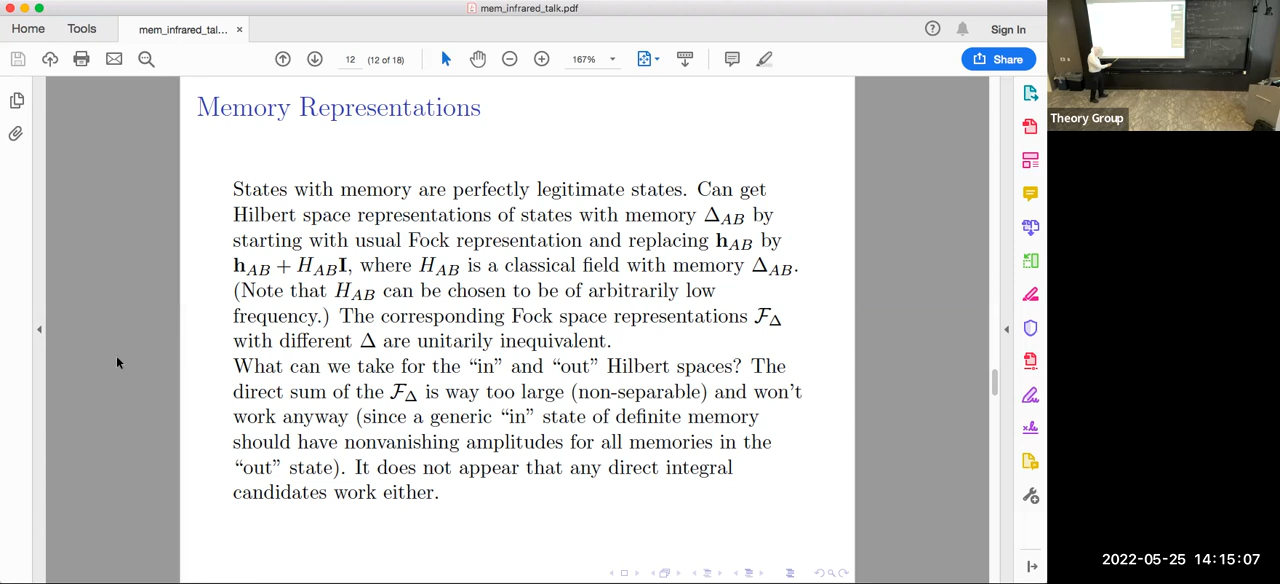 mem_infrared_talk.pdf
Home Tools mem_infrared_tal... × Sign In
12 (12 of 18) 167% Share
Memory Representations
States with memory are perfectly legitimate states. Can get
Hilbert space representations of states with memory Δ_AB by
starting with usual Fock representation and replacing h_AB by
h_AB + H_AB I, where H_AB is a classical field with memory Δ_AB.
(Note that H_AB can be chosen to be of arbitrarily low
frequency.) The corresponding Fock space representations ℱ_Δ
with different Δ are unitarily inequivalent.
What can we take for the “in” and “out” Hilbert spaces? The
direct sum of the ℱ_Δ is way too large (non-separable) and won’t
work anyway (since a generic “in” state of definite memory
should have nonvanishing amplitudes for all memories in the
“out” state). It does not appear that any direct integral
candidates work either.
Theory Group
2022-05-25 14:15:07